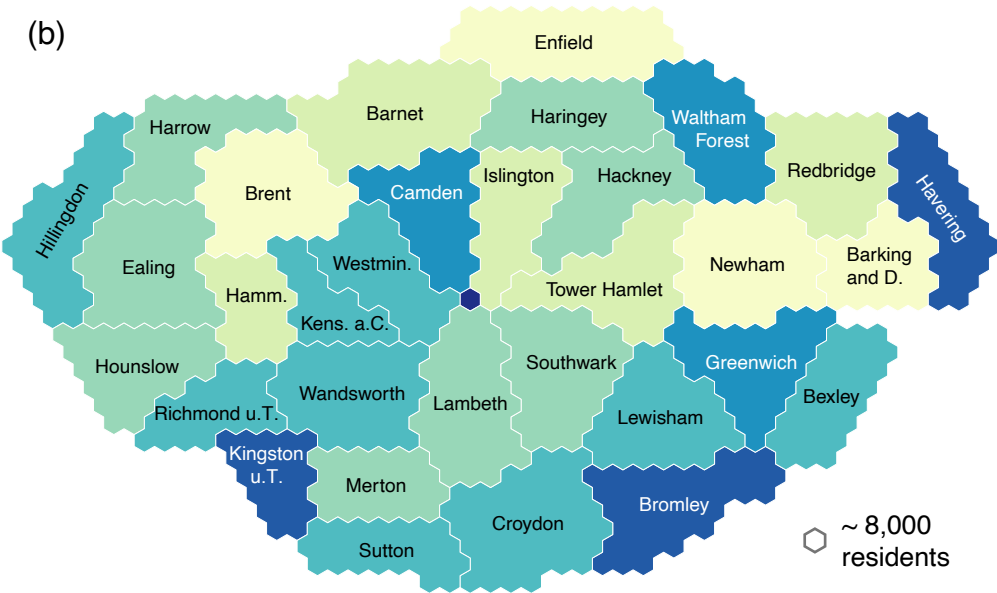 (b)
Enfield
Barnet
Harrow
Haringey
Waltham
Forest
Redbridge
Havering
Hillingdon
Brent
Camden
Islington
Hackney
Ealing
Westmin.
Hamm.
Newham
Barking
and D.
Tower Hamlet
Kens. a.C.
Hounslow
Southwark
Greenwich
Wandsworth
Lambeth
Bexley
Richmond u.T.
Lewisham
Kingston
u.T.
Merton
Bromley
Croydon
Sutton
~ 8,000
residents